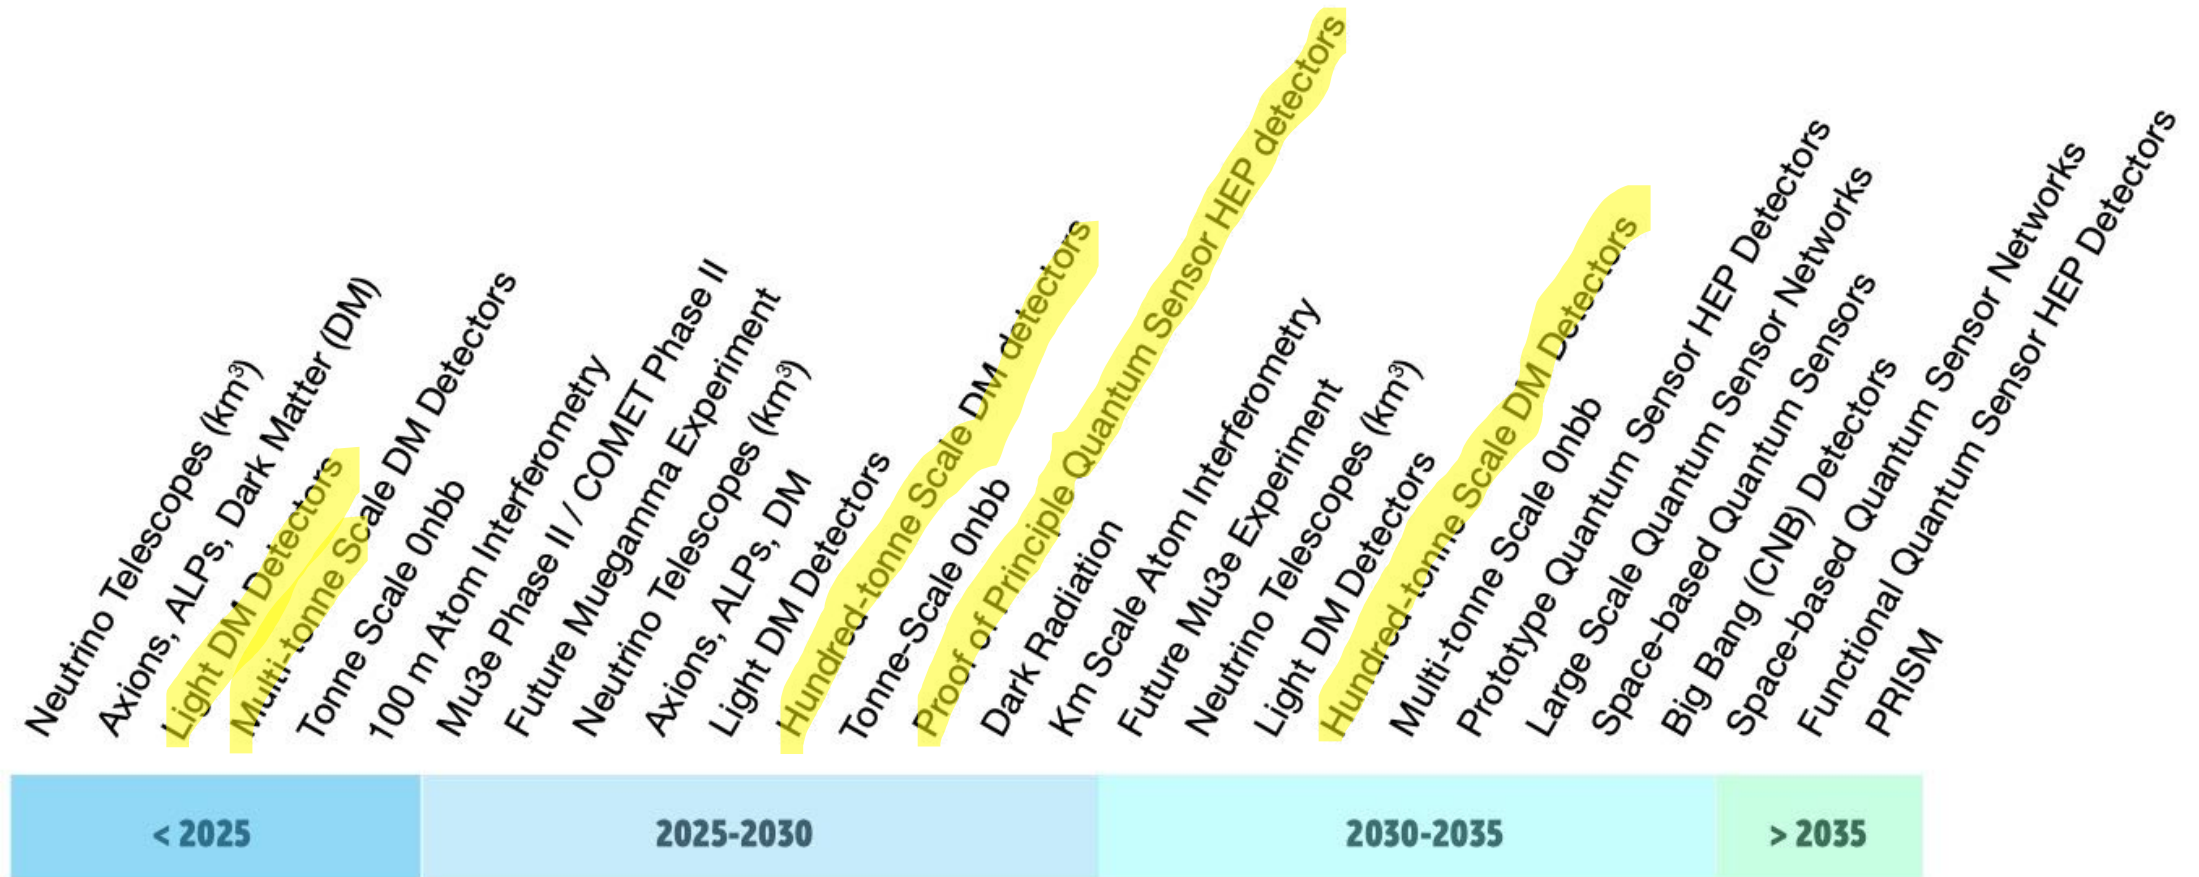 Neutrino Telescopes (km³)
Axions, ALPs, Dark Matter (DM)
Light DM Detectors
Multi-tonne Scale DM Detectors
Tonne Scale 0nbb
100 m Atom Interferometry
Mu3e Phase II / COMET Phase II
Future Muegamma Experiment
Neutrino Telescopes (km³)
Axions, ALPs, DM
Light DM Detectors
Hundred-tonne Scale DM detectors
Tonne-Scale 0nbb
Proof of Principle Quantum Sensor HEP detectors
Dark Radiation
Km Scale Atom Interferometry
Future Mu3e Experiment
Neutrino Telescopes (km³)
Light DM Detectors
Hundred-tonne Scale DM Detectors
Multi-tonne Scale 0nbb
Prototype Quantum Sensor HEP Detectors
Large Scale Quantum Sensor Networks
Space-based Quantum Sensors
Big Bang (CNB) Detectors
Space-based Quantum Sensor Networks
Functional Quantum Sensor HEP Detectors
PRISM
< 2025
2025-2030
2030-2035
> 2035